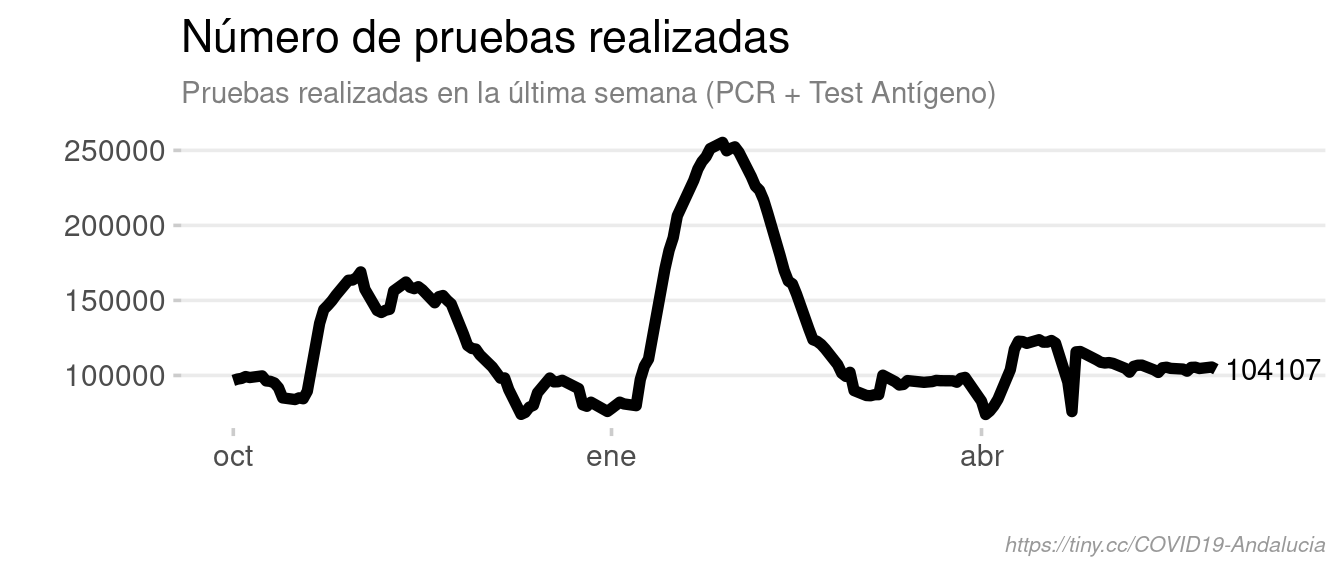 Número de pruebas realizadas
Pruebas realizadas en la última semana (PCR + Test Antígeno)
250000
200000
150000
100000
104107
oct ene abr
https://tiny.cc/COVID19-Andalucia